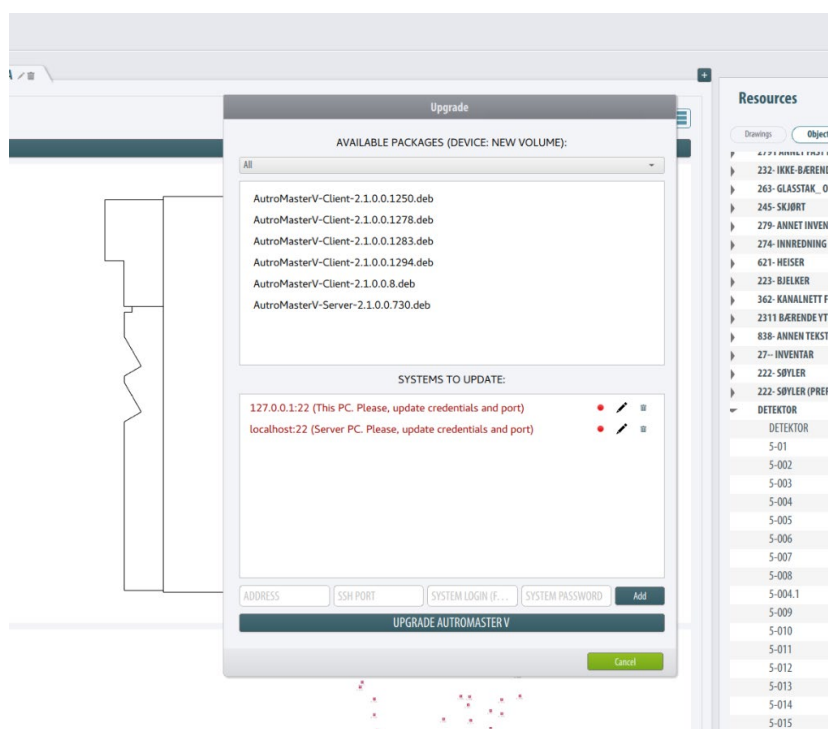 A
Upgrade
AVAILABLE PACKAGES (DEVICE: NEW VOLUME):
All
AutroMasterV-Client-2.1.0.0.1250.deb
AutroMasterV-Client-2.1.0.0.1278.deb
AutroMasterV-Client-2.1.0.0.1283.deb
AutroMasterV-Client-2.1.0.0.1294.deb
AutroMasterV-Client-2.1.0.0.8.deb
AutroMasterV-Server-2.1.0.0.730.deb
SYSTEMS TO UPDATE:
127.0.0.1:22 (This PC. Please, update credentials and port)
localhost:22 (Server PC. Please, update credentials and port)
ADDRESS
SSH PORT
SYSTEM LOGIN (F...
SYSTEM PASSWORD
Add
UPGRADE AUTROMASTER V
Cancel
Resources
Drawings
Object
232- IKKE-BÆREND
263- GLASSTAK_ O
245- SKJØRT
279- ANNET INVEN
274- INNREDNING
621- HEISER
223- BJELKER
362- KANALNETT F
2311 BÆRENDE YT
838- ANNEN TEKST
27-- INVENTAR
222- SØYLER
222- SØYLER (PREF
DETEKTOR
DETEKTOR
5-01
5-002
5-003
5-004
5-005
5-006
5-007
5-008
5-004.1
5-009
5-010
5-011
5-012
5-013
5-014
5-015